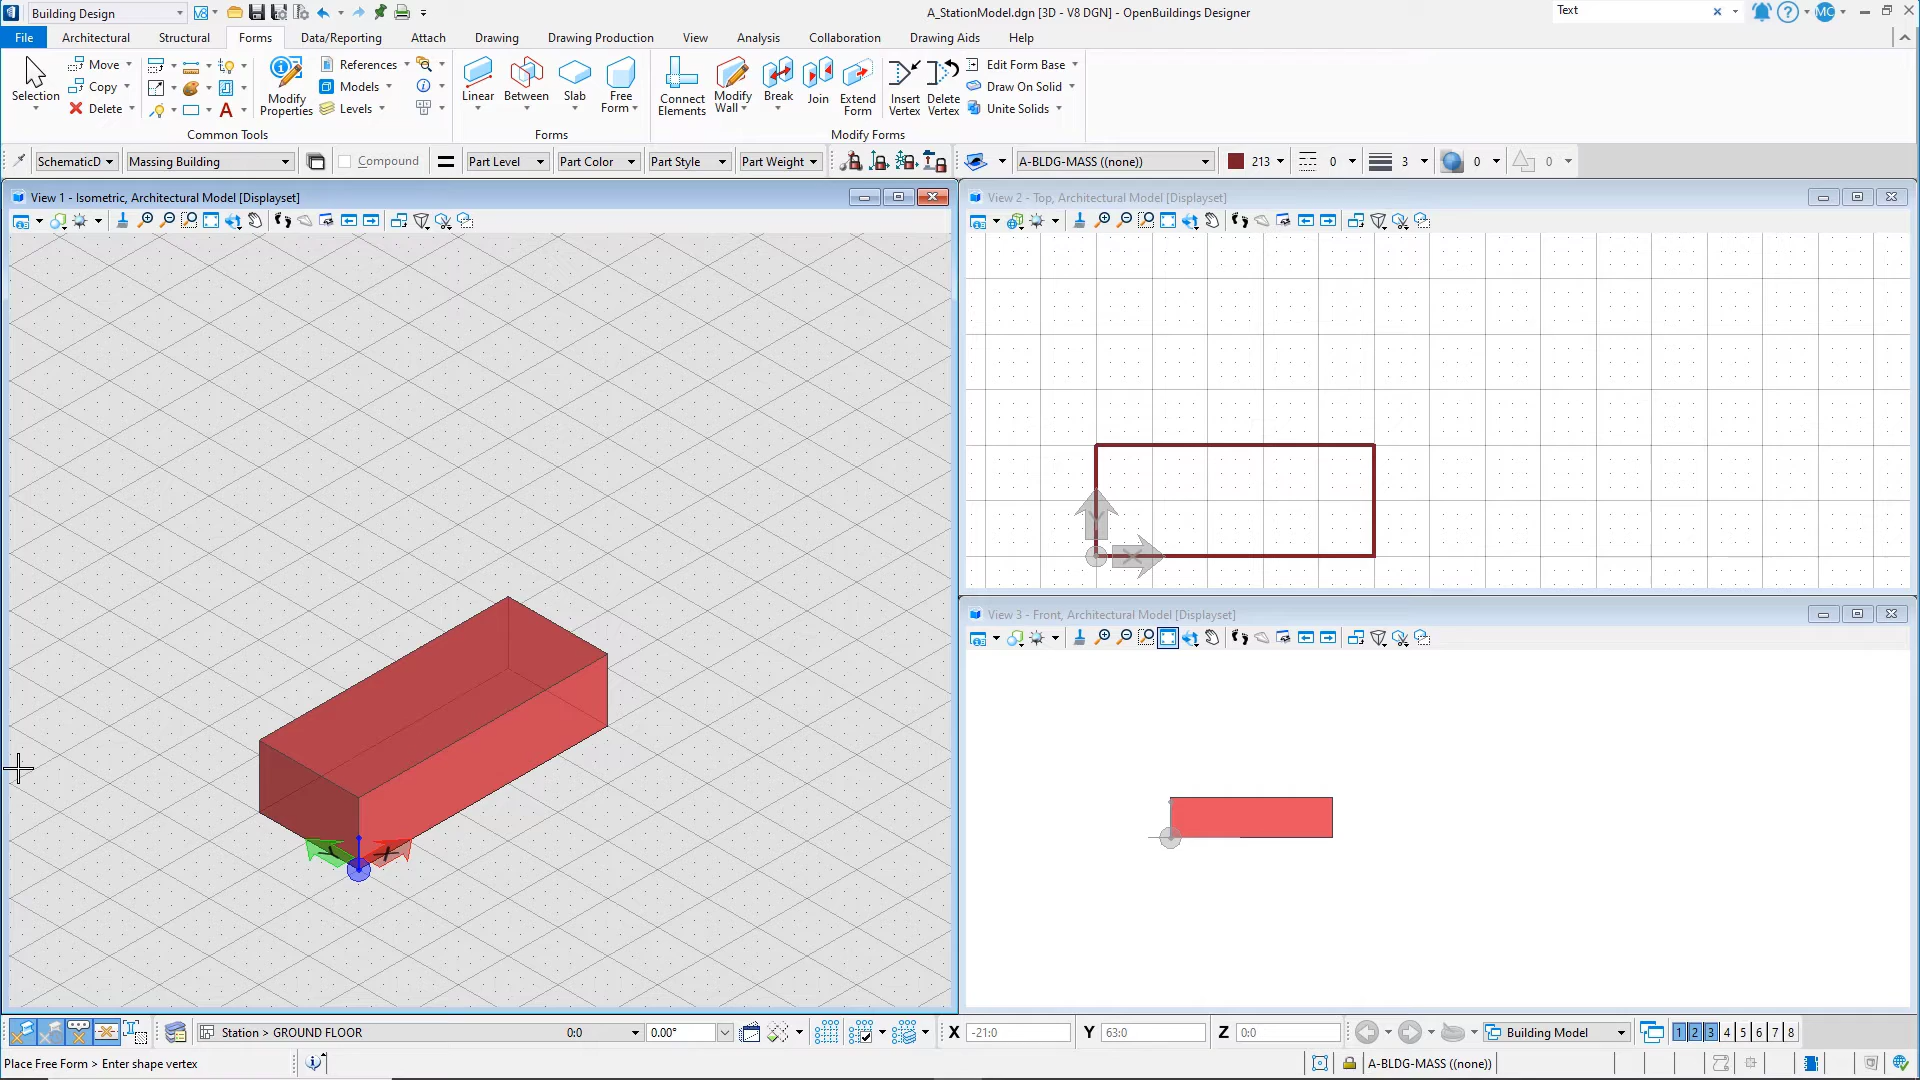 Building Design
A_StationModel.dgn [3D - V8 DGN] - OpenBuildings Designer
Text
MC
File Architectural Structural Forms Data/Reporting Attach Drawing Drawing Production View Analysis Collaboration Drawing Aids Help
Selection
Move
Copy
Delete
Modify Properties
References
Models
Levels
Common Tools
Linear
Between
Slab
Free Form
Forms
Connect Elements
Modify Wall
Break
Join
Extend Form
Insert Vertex
Delete Vertex
Edit Form Base
Draw On Solid
Unite Solids
Modify Forms
SchematicD Massing Building Compound Part Level Part Color Part Style Part Weight A-BLDG-MASS ((none)) 213 0 3 0 0
View 1 - Isometric, Architectural Model [Displayset]
View 2 - Top, Architectural Model [Displayset]
X
View 3 - Front, Architectural Model [Displayset]
X
Station > GROUND FLOOR 0:0 0.00° X -21:0 Y 63:0 Z 0:0 Building Model 1 2 3 4 5 6 7 8
Place Free Form > Enter shape vertex
A-BLDG-MASS ((none))